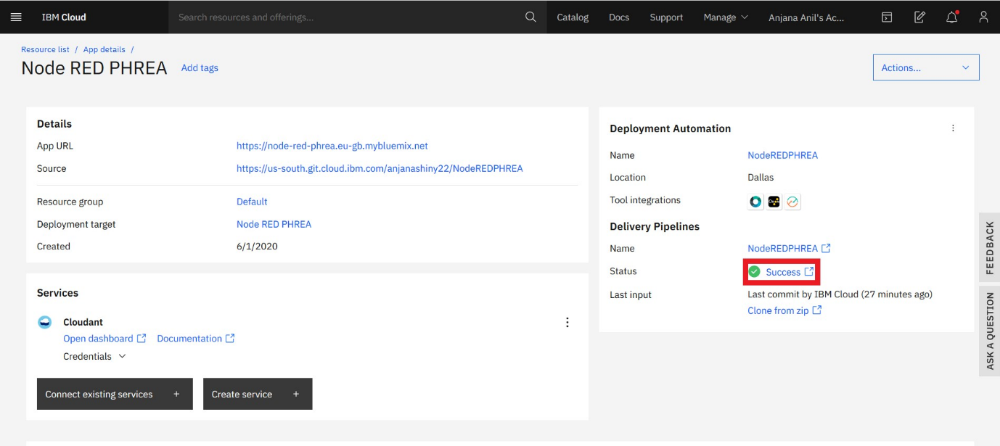 IBM Cloud
Search resources and offerings...
Catalog
Docs
Support
Manage
Anjana Anil's Ac...
Resource list / App details /
Node RED PHREA
Add tags
Actions...
Details
App URL
https://node-red-phrea.eu-gb.mybluemix.net
Source
https://us-south.git.cloud.ibm.com/anjanashiny22/NodeREDPHREA
Resource group
Default
Deployment target
Node RED PHREA
Created
6/1/2020
Services
Cloudant
Open dashboard
Documentation
Credentials
Connect existing services +
Create service +
Deployment Automation
Name
NodeREDPHREA
Location
Dallas
Tool integrations
Delivery Pipelines
Name
NodeREDPHREA
Status
Success
Last input
Last commit by IBM Cloud (27 minutes ago)
Clone from zip
FEEDBACK
ASK A QUESTION